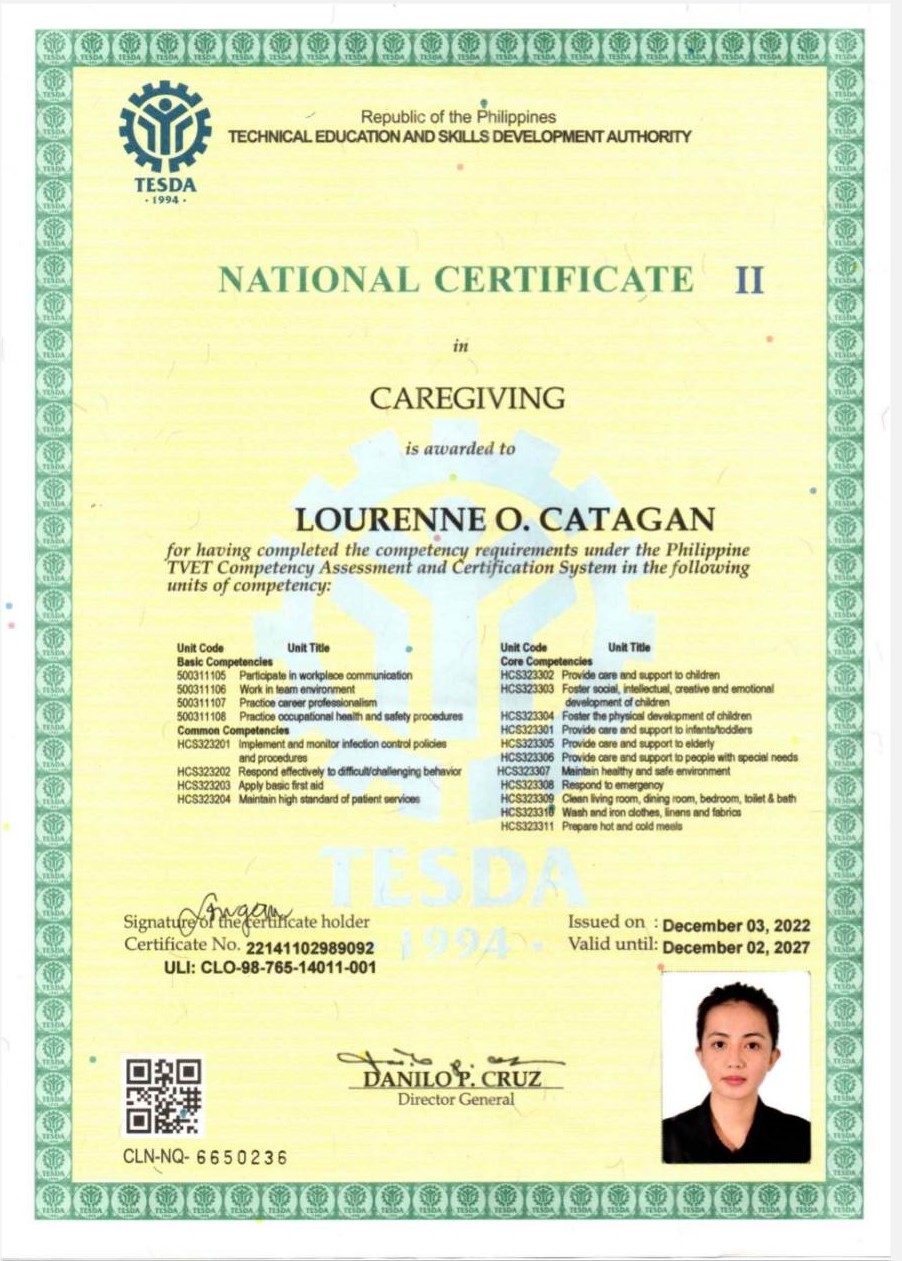 TESDA
· 1994 ·
Republic of the Philippines
TECHNICAL EDUCATION AND SKILLS DEVELOPMENT AUTHORITY
NATIONAL CERTIFICATE II
in
CAREGIVING
is awarded to
LOURENNE O. CATAGAN
for having completed the competency requirements under the Philippine
TVET Competency Assessment and Certification System in the following
units of competency:
Unit Code Unit Title
Basic Competencies
500311105 Participate in workplace communication
500311106 Work in team environment
500311107 Practice career professionalism
500311108 Practice occupational health and safety procedures
Common Competencies
HCS323201 Implement and monitor infection control policies
and procedures
HCS323202 Respond effectively to difficult/challenging behavior
HCS323203 Apply basic first aid
HCS323204 Maintain high standard of patient services
Unit Code Unit Title
Core Competencies
HCS323302 Provide care and support to children
HCS323303 Foster social, intellectual, creative and emotional
development of children
HCS323304 Foster the physical development of children
HCS323301 Provide care and support to infants/toddlers
HCS323305 Provide care and support to elderly
HCS323306 Provide care and support to people with special needs
HCS323307 Maintain healthy and safe environment
HCS323308 Respond to emergency
HCS323309 Clean living room, dining room, bedroom, toilet & bath
HCS323310 Wash and iron clothes, linens and fabrics
HCS323311 Prepare hot and cold meals
TESDA
· 1994 ·
Signature of the certificate holder
Certificate No. 22141102989092
ULI: CLO-98-765-14011-001
Issued on : December 03, 2022
Valid until: December 02, 2027
DANILO P. CRUZ
Director General
CLN-NQ- 6650236